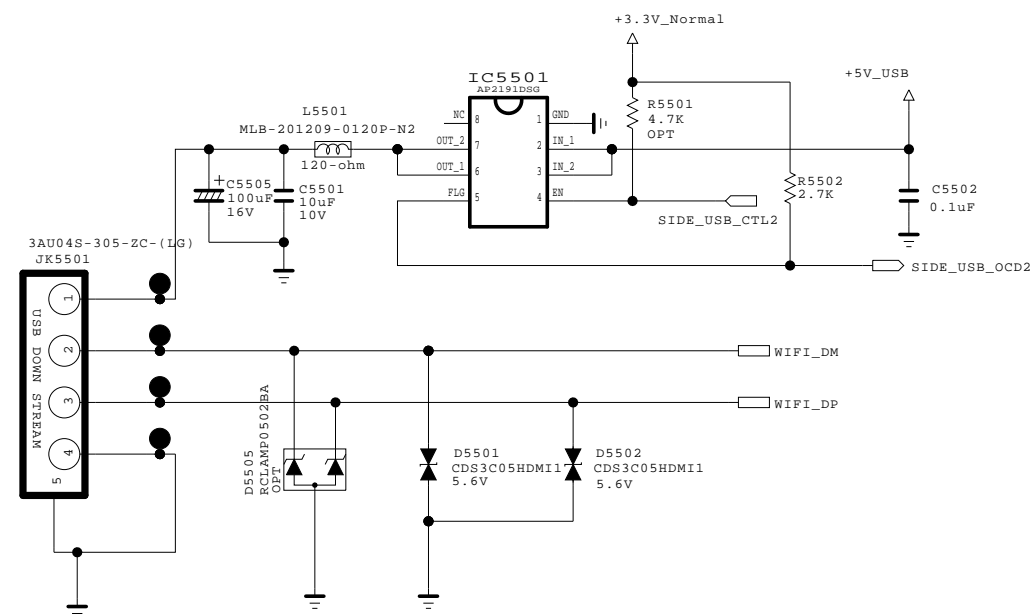 +3.3V_Normal
IC5501
AP2191DSG
+5V_USB
L5501
MLB-201209-0120P-N2
120-ohm
NC
8
1
GND
OUT_2
7
2
IN_1
OUT_1
6
3
IN_2
FLG
5
4
EN
R5501
4.7K
OPT
R5502
2.7K
C5502
0.1uF
+
C5505
100uF
16V
C5501
10uF
10V
SIDE_USB_CTL2
SIDE_USB_OCD2
3AU04S-305-ZC-(LG)
JK5501
1
2
3
4
5
USB DOWN STREAM
WIFI_DM
WIFI_DP
D5505
RCLAMP0502BA
OPT
D5501
CDS3C05HDMI1
5.6V
D5502
CDS3C05HDMI1
5.6V